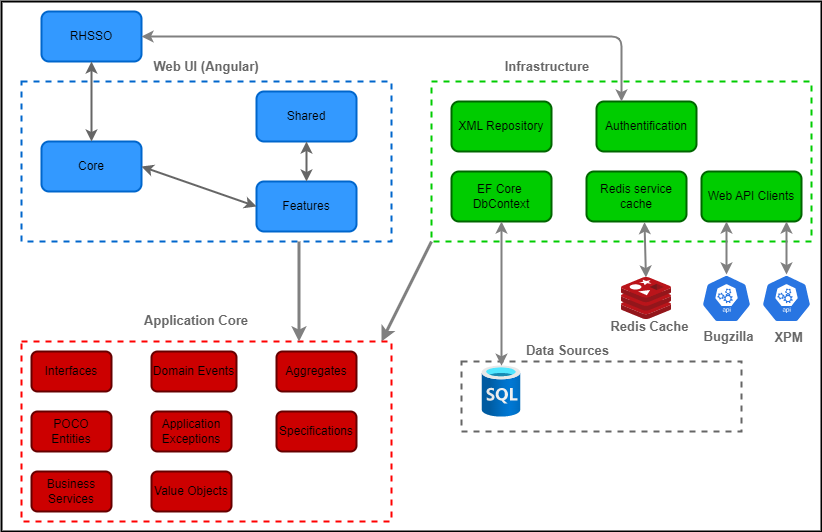 RHSSO
Web UI (Angular)
Infrastructure
Shared
XML Repository
Authentification
Core
Features
EF Core
DbContext
Redis service
cache
Web API Clients
api
api
Redis Cache
Bugzilla
XPM
Application Core
Data Sources
Interfaces
Domain Events
Aggregates
SQL
POCO
Entities
Application
Exceptions
Specifications
Business
Services
Value Objects